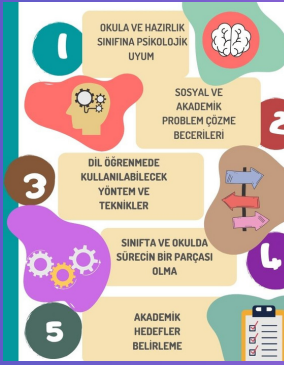 1
OKULA VE HAZIRLIK
SINIFINA PSİKOLOJİK
UYUM
2
SOSYAL VE
AKADEMİK
PROBLEM ÇÖZME
BECERİLERİ
3
DİL ÖĞRENMEDE
KULLANILABİLECEK
YÖNTEM VE
TEKNİKLER
4
SINIFTA VE OKULDA
SÜRECİN BİR PARÇASI
OLMA
5
AKADEMİK
HEDEFLER
BELİRLEME